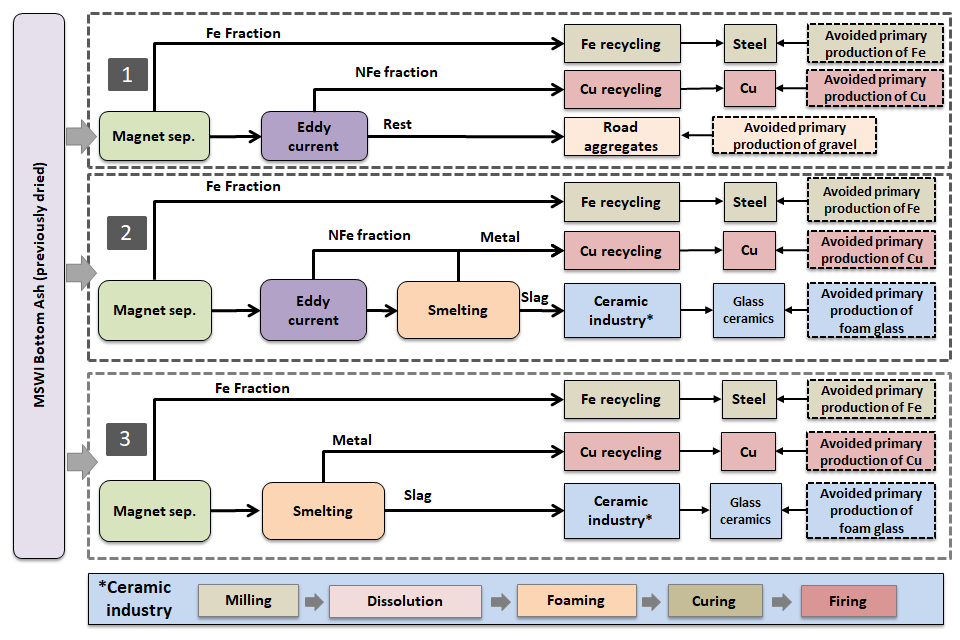 MSWI Bottom Ash (previously dried)
1
Fe Fraction
Fe recycling
Steel
Avoided primary
production of Fe
NFe fraction
Cu recycling
Cu
Avoided primary
production of Cu
Magnet sep.
Eddy
current
Rest
Road
aggregates
Avoided primary
production of gravel
2
Fe Fraction
Fe recycling
Steel
Avoided primary
production of Fe
NFe fraction
Metal
Cu recycling
Cu
Avoided primary
production of Cu
Magnet sep.
Eddy
current
Smelting
Slag
Ceramic
industry*
Glass
ceramics
Avoided primary
production of
foam glass
3
Fe Fraction
Fe recycling
Steel
Avoided primary
production of Fe
Metal
Cu recycling
Cu
Avoided primary
production of Cu
Magnet sep.
Smelting
Slag
Ceramic
industry*
Glass
ceramics
Avoided primary
production of
foam glass
*Ceramic
industry
Milling
Dissolution
Foaming
Curing
Firing